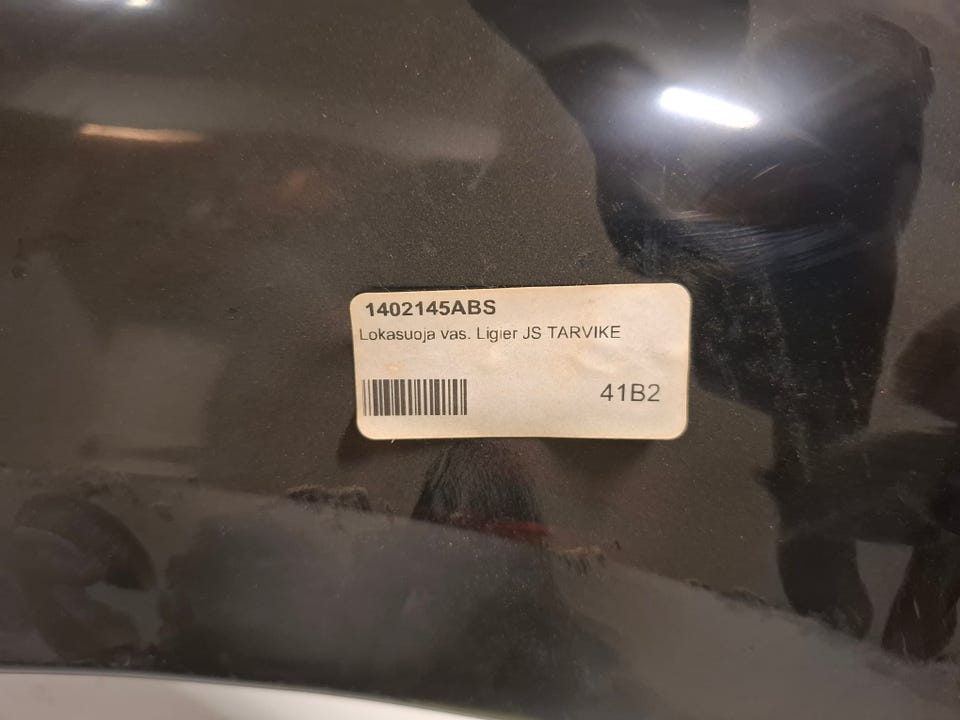 1402145ABS
Lokasuoja vas. Ligier JS TARVIKE
41B2